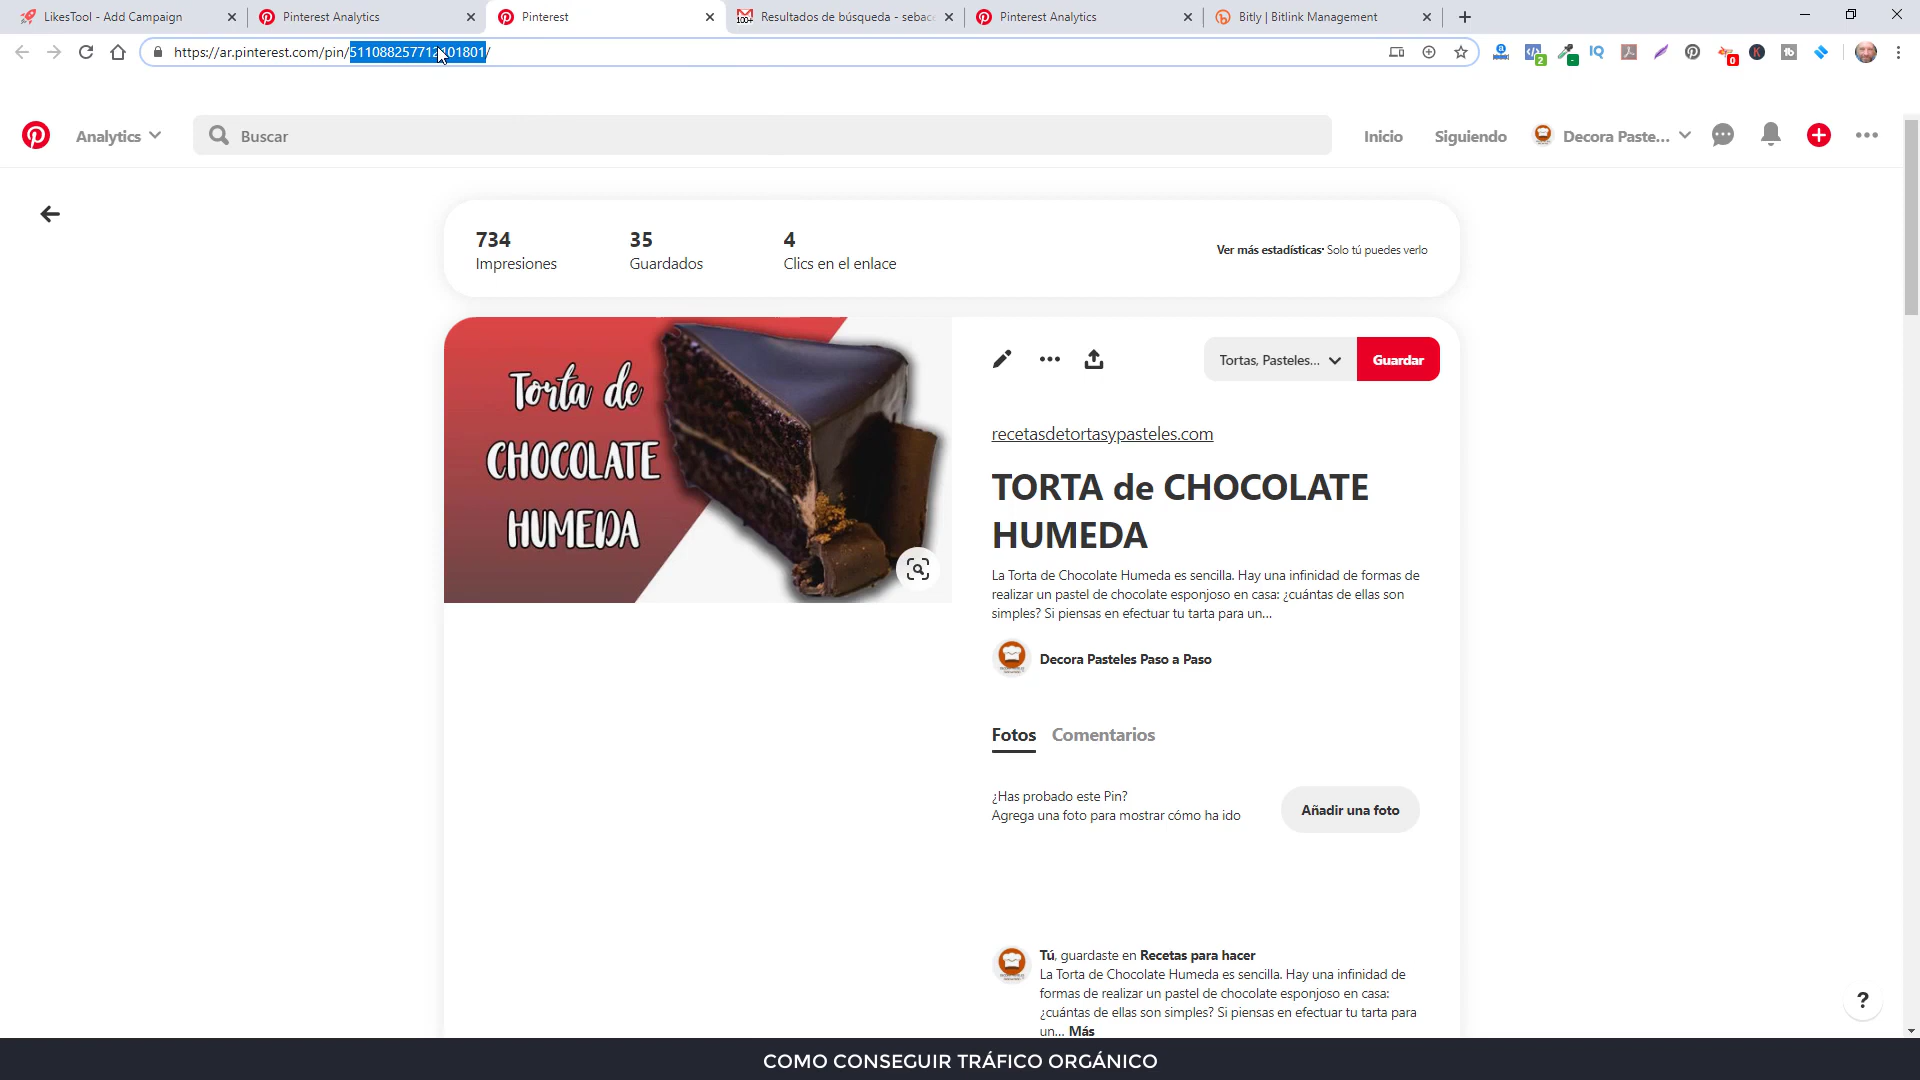 LikesTool - Add Campaign
Pinterest Analytics
Pinterest
Resultados de búsqueda - sebac
Pinterest Analytics
Bitly | Bitlink Management
https://ar.pinterest.com/pin/511088257712101801/
2
0
Analytics
Buscar
Inicio
Siguiendo
Decora Paste...
734
Impresiones
35
Guardados
4
Clics en el enlace
Ver más estadísticas· Solo tú puedes verlo
Torta de
CHOCOLATE
HUMEDA
Tortas, Pasteles...
Guardar
recetasdetortasypasteles.com
TORTA de CHOCOLATE
HUMEDA
La Torta de Chocolate Humeda es sencilla. Hay una infinidad de formas de
realizar un pastel de chocolate esponjoso en casa: ¿cuántas de ellas son
simples? Si piensas en efectuar tu tarta para un...
Decora Pasteles Paso a Paso
Fotos
Comentarios
¿Has probado este Pin?
Agrega una foto para mostrar cómo ha ido
Añadir una foto
Tú, guardaste en Recetas para hacer
La Torta de Chocolate Humeda es sencilla. Hay una infinidad de
formas de realizar un pastel de chocolate esponjoso en casa:
¿cuántas de ellas son simples? Si piensas en efectuar tu tarta para
un... Más
?
COMO CONSEGUIR TRÁFICO ORGÁNICO